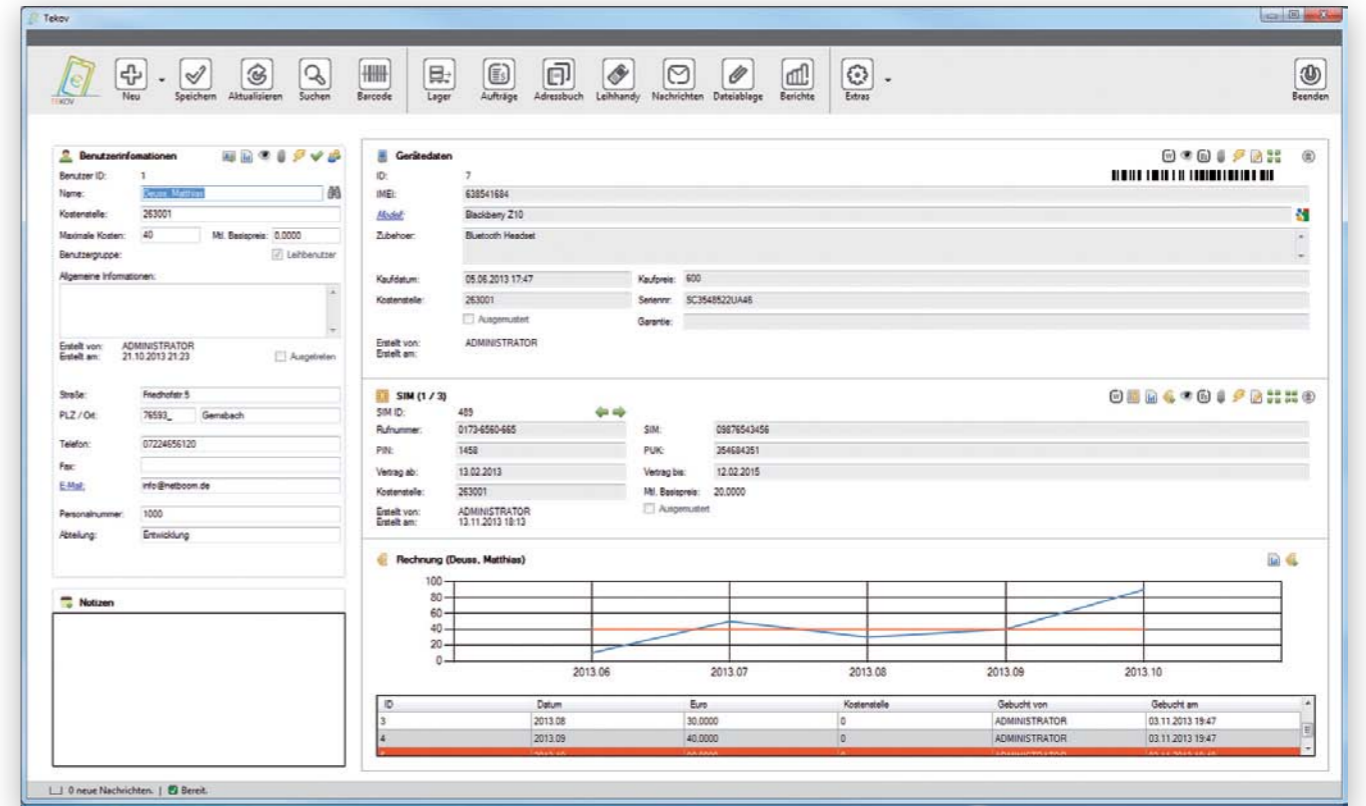 Tekov
TEKOV
Neu
Speichern
Aktualisieren
Suchen
Barcode
Lager
Aufträge
Adressbuch
Leihhandy
Nachrichten
Dateiablage
Berichte
Extras
Beenden
Benutzerinfomationen
Benutzer ID: 1
Name: Deuss, Matthias
Kostenstelle: 263001
Maximale Kosten: 40 Mtl. Basispreis: 0,0000
Benutzergruppe: Leihbenutzer
Allgemeine Informationen:
Erstellt von: ADMINISTRATOR
Erstellt am: 21.10.2013 21:23 Ausgetreten
Straße: Friedhofstr.5
PLZ / Ort: 76593_ Gernsbach
Telefon: 07224656120
Fax:
E-Mail: info@netboom.de
Personalnummer: 1000
Abteilung: Entwicklung
Notizen
Gerätedaten
ID: 7
IMEI: 638541684
Model: Blackberry Z10
Zubehoer: Bluetooth Headset
Kaufdatum: 05.06.2013 17:47 Kaufpreis: 600
Kostenstelle: 263001 Seriennr: SC3548522UA46
Ausgemustert Garantie:
Erstellt von: ADMINISTRATOR
Erstellt am:
SIM (1 / 3)
SIM ID: 489
Rufnummer: 0173-6560-665 SIM: 09876543456
PIN: 1458 PUK: 354684351
Vertrag ab: 13.02.2013 Vertrag bis: 12.02.2015
Kostenstelle: 263001 Mtl. Basispreis: 20,0000
Erstellt von: ADMINISTRATOR Ausgemustert
Erstellt am: 13.11.2013 18:13
Rechnung (Deuss, Matthias)
100
80
60
40
20
0
2013.06 2013.07 2013.08 2013.09 2013.10
ID Datum Euro Kostenstelle Gebucht von Gebucht am
3 2013.08 30,0000 0 ADMINISTRATOR 03.11.2013 19:47
4 2013.09 40,0000 0 ADMINISTRATOR 03.11.2013 19:47
0 neue Nachrichten. | Bereit.